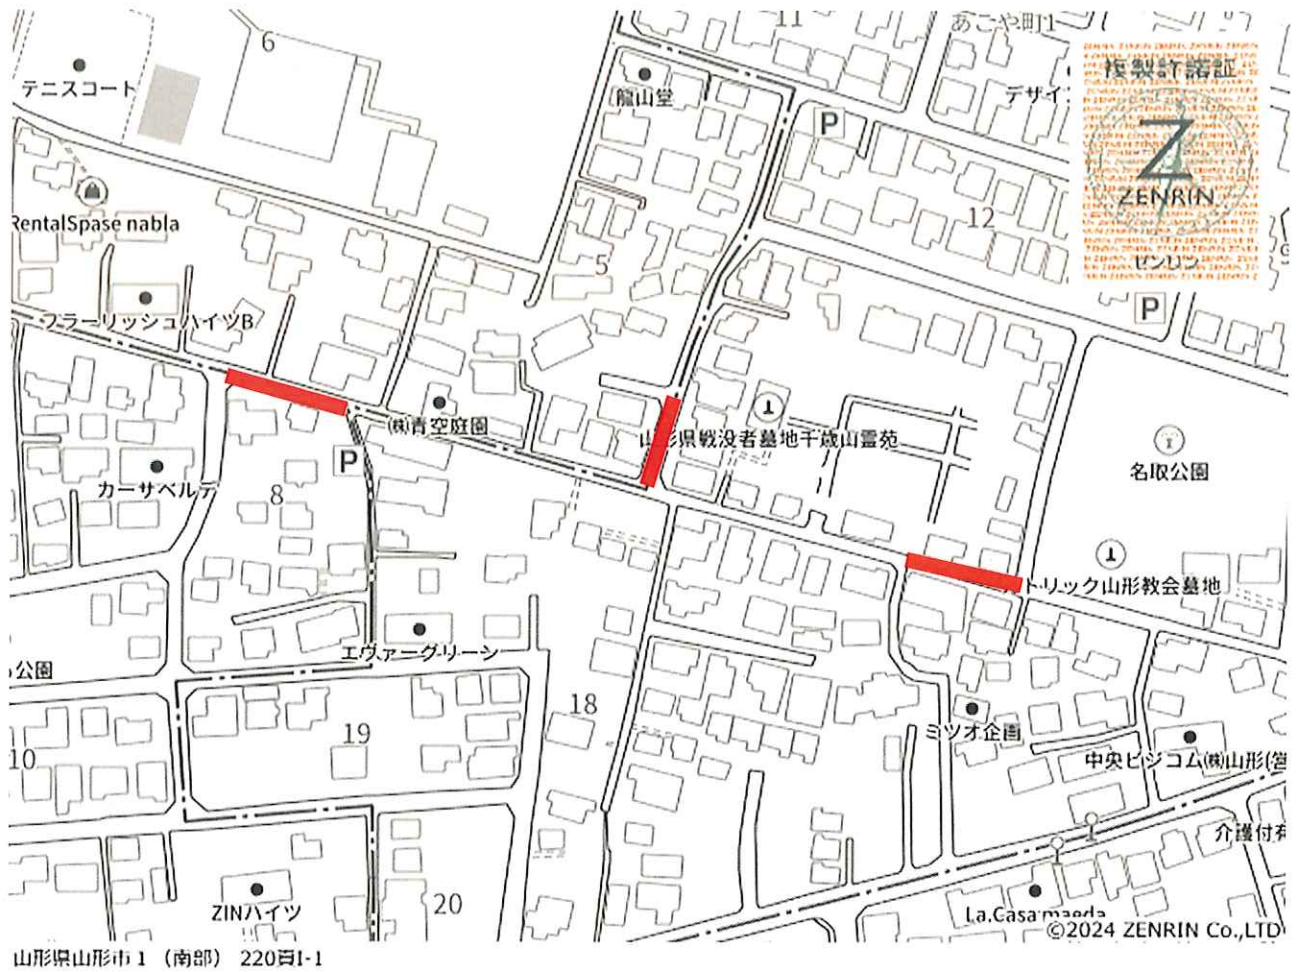 11
あこや町1
6
テニスコート
龍山堂
P
複製許諾証
Z
ZENRIN
ゼンリン
デザイ
12
RentalSpase nabla
5
フラーリッシュハイツB
P
㈱青空庭園
山形県戦没者墓地千歳山霊苑
名取公園
P
カーサベルデ
8
トリック山形教会墓地
エヴァーグリーン
公園
18
19
ミツオ企画
10
中央ビジコム㈱山形(営
介護付有
ZINハイツ
20
La.Casa maeda
©2024 ZENRIN Co.,LTD
山形県山形市1 (南部) 220頁I-1